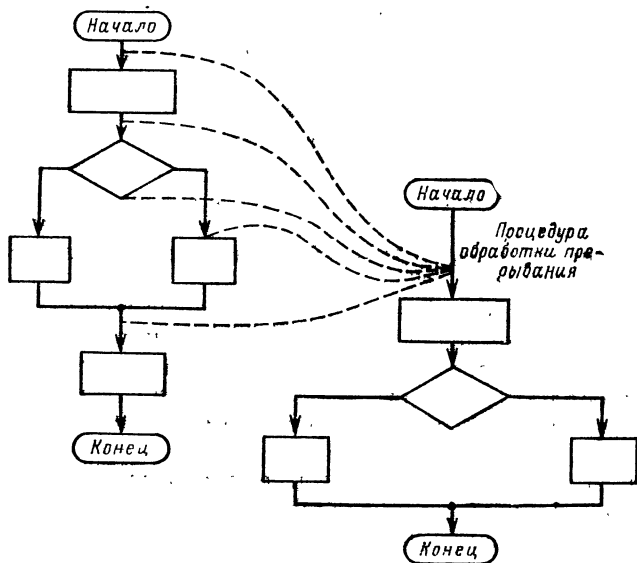 Начало
Начало
Процедура
обработки пре-
рывания
Конец
Конец